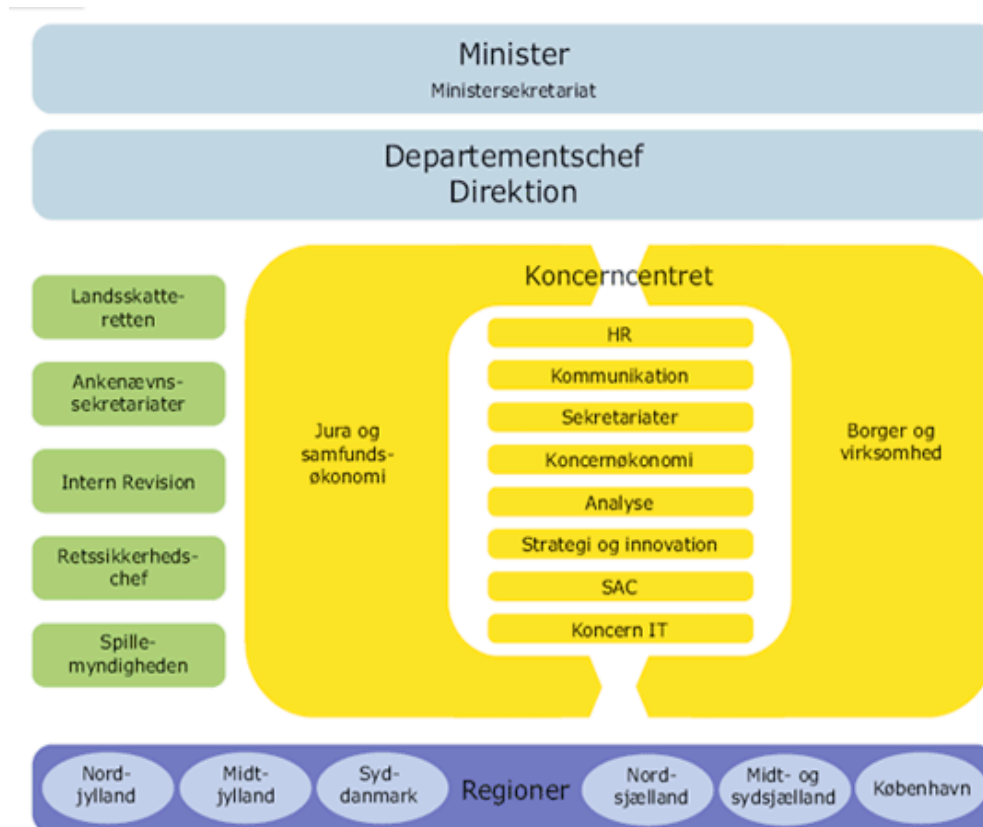 Minister
Ministersekretariat
Departementschef
Direktion
Landsskatte-
retten
Ankenævns-
sekretariater
Intern Revision
Retssikkerheds-
chef
Spille-
myndigheden
Koncerncentret
Jura og
samfunds-
økonomi
HR
Kommunikation
Sekretariater
Koncernøkonomi
Analyse
Strategi og innovation
SAC
Koncern IT
Borger og
virksomhed
Nord-
jylland
Midt-
jylland
Syd-
danmark
Regioner
Nord-
sjælland
Midt- og
sydsjælland
København